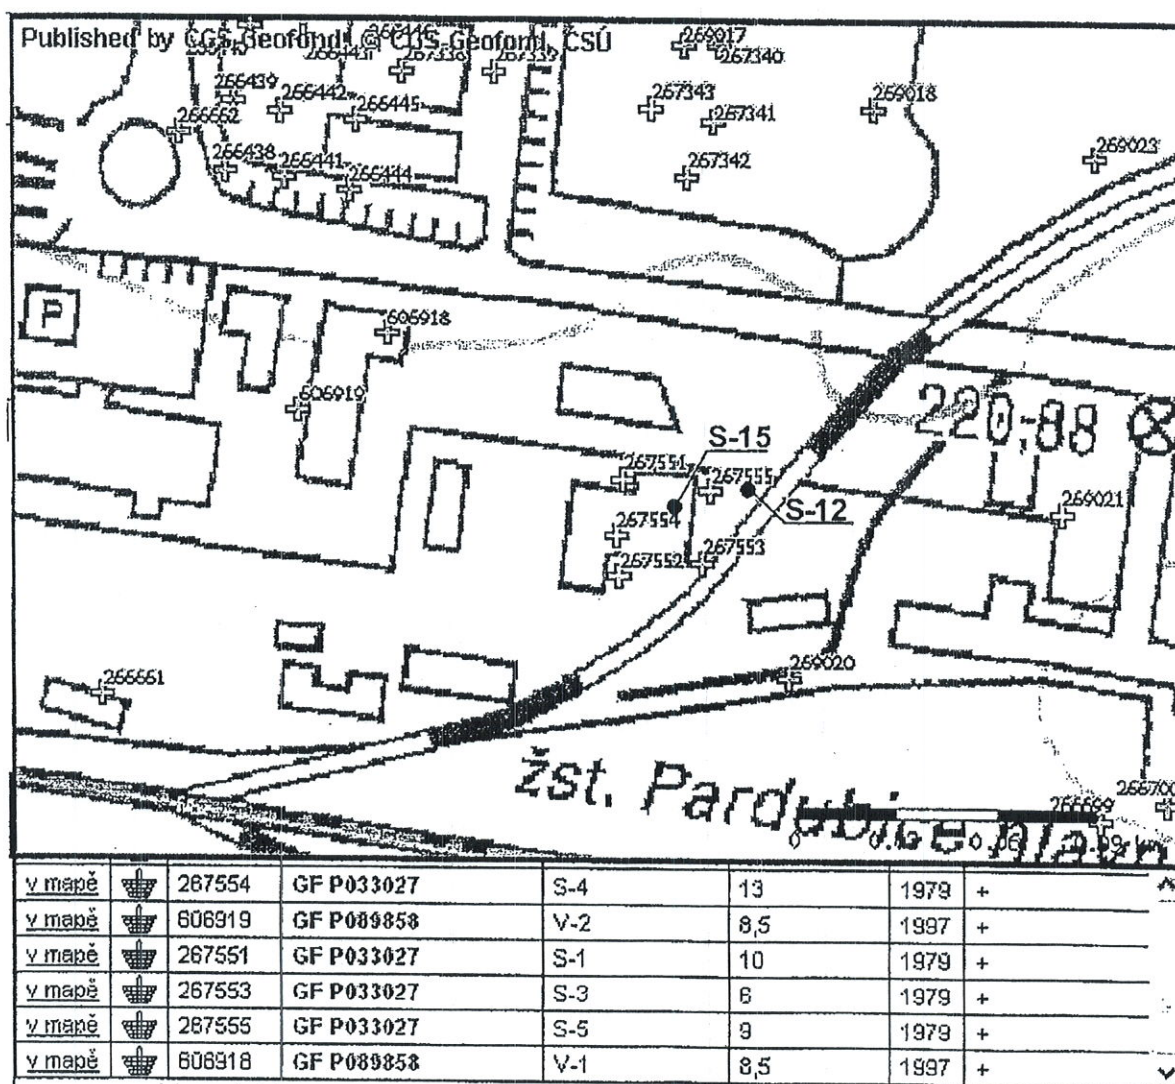 Published by ČGS-Geofond, © ČGS-Geofond, ČSÚ
269017
267340
266439
266442
266445
267343
267341
269018
266662
269023
266438
266441
266444
267342
P
606918
606919
220,88
S-15
267551
267555
S-12
269021
267554
267553
267552
269020
266661
žst. Pardubice hlavn
266699
266700
0
v mapě 267554 GF P033027 S-4 13 1979 +
v mapě 606919 GF P089858 V-2 8,5 1997 +
v mapě 267551 GF P033027 S-1 10 1979 +
v mapě 267553 GF P033027 S-3 6 1979 +
v mapě 267555 GF P033027 S-5 9 1979 +
v mapě 606918 GF P089858 V-1 8,5 1997 +